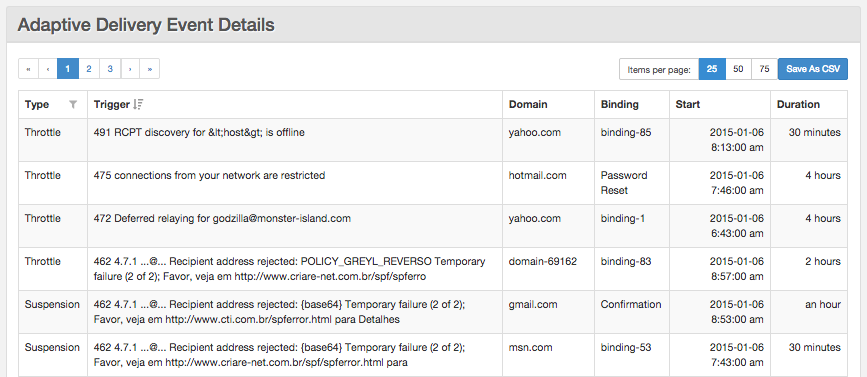 Adaptive Delivery Event Details
« ‹ 1 2 3 › » Items per page: 25 50 75 Save As CSV
Type Trigger Domain Binding Start Duration
Throttle 491 RCPT discovery for &lt;host&gt; is offline yahoo.com binding-85 2015-01-06 30 minutes
8:13:00 am
Throttle 475 connections from your network are restricted hotmail.com Password 2015-01-06 4 hours
Reset 7:46:00 am
Throttle 472 Deferred relaying for godzilla@monster-island.com yahoo.com binding-1 2015-01-06 4 hours
6:43:00 am
Throttle 462 4.7.1 ...@... Recipient address rejected: POLICY_GREYL_REVERSO Temporary domain-69162 binding-83 2015-01-06 2 hours
failure (2 of 2); Favor, veja em http://www.criare-net.com.br/spf/spferro 8:57:00 am
Suspension 462 4.7.1 ...@... Recipient address rejected: {base64} Temporary failure (2 of 2); gmail.com Confirmation 2015-01-06 an hour
Favor, veja em http://www.cti.com.br/spferror.html para Detalhes 8:53:00 am
Suspension 462 4.7.1 ...@... Recipient address rejected: {base64} Temporary failure (2 of 2); msn.com binding-53 2015-01-06 30 minutes
Favor, veja em http://www.criare-net.com.br/spf/spferror.html para 7:43:00 am